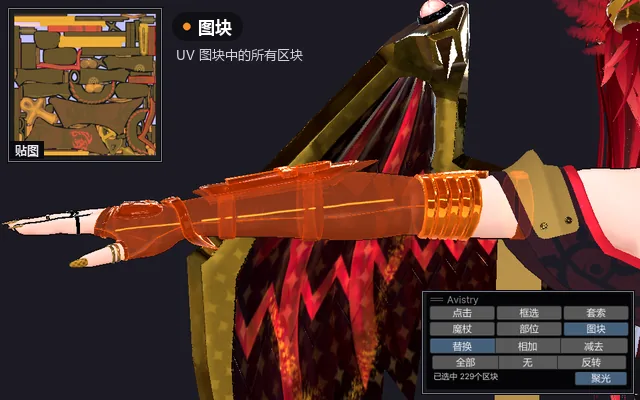 图块
UV 图块中的所有区块
贴图
Avistry
点击 框选 套索
魔杖 部位 图块
替换 相加 减去
全部 无 反转
已选中 229个区块
聚光